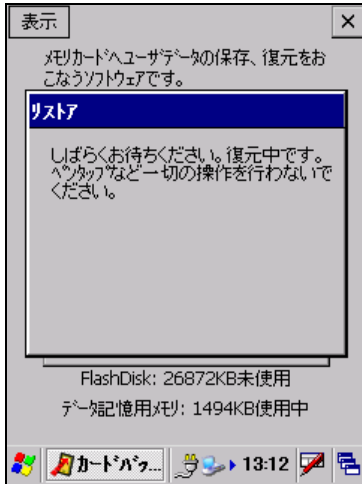 表示
×
ﾒﾓﾘｶｰﾄﾞへﾕｰｻﾞﾃﾞｰﾀの保存、復元をお
こなうｿﾌﾄｳｪｱです。
ﾘｽﾄｱ
しばらくお待ちください。復元中です。
ﾍﾟﾝﾀｯﾌﾟなど一切の操作を行わないで
ください。
FlashDisk: 26872KB未使用
ﾃﾞｰﾀ記憶用ﾒﾓﾘ: 1494KB使用中
ｶｰﾄﾞﾊﾞｯ...
13:12